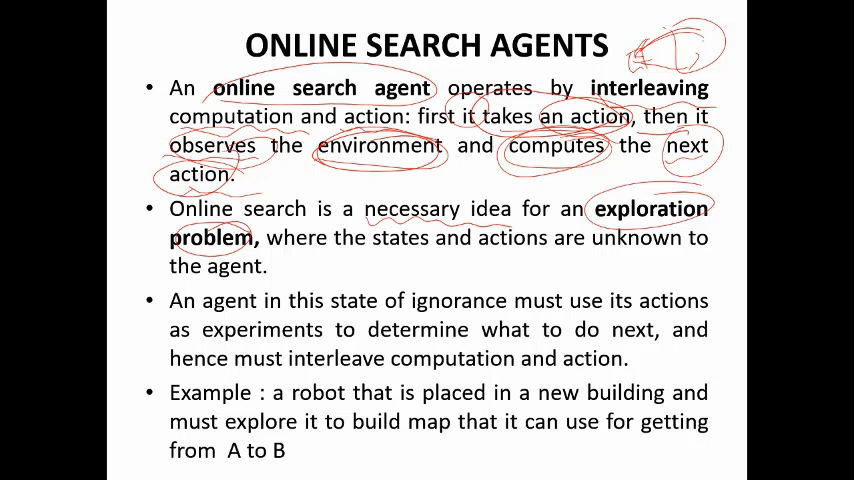 ONLINE SEARCH AGENTS
• An online search agent operates by interleaving
computation and action: first it takes an action, then it
observes the environment and computes the next
action.
• Online search is a necessary idea for an exploration
problem, where the states and actions are unknown to
the agent.
• An agent in this state of ignorance must use its actions
as experiments to determine what to do next, and
hence must interleave computation and action.
• Example : a robot that is placed in a new building and
must explore it to build map that it can use for getting
from A to B